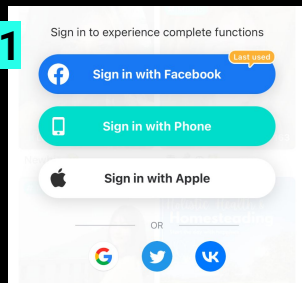 1
Sign in to experience complete functions
Last used
Sign in with Facebook
Sign in with Phone
Sign in with Apple
OR
Homesteading